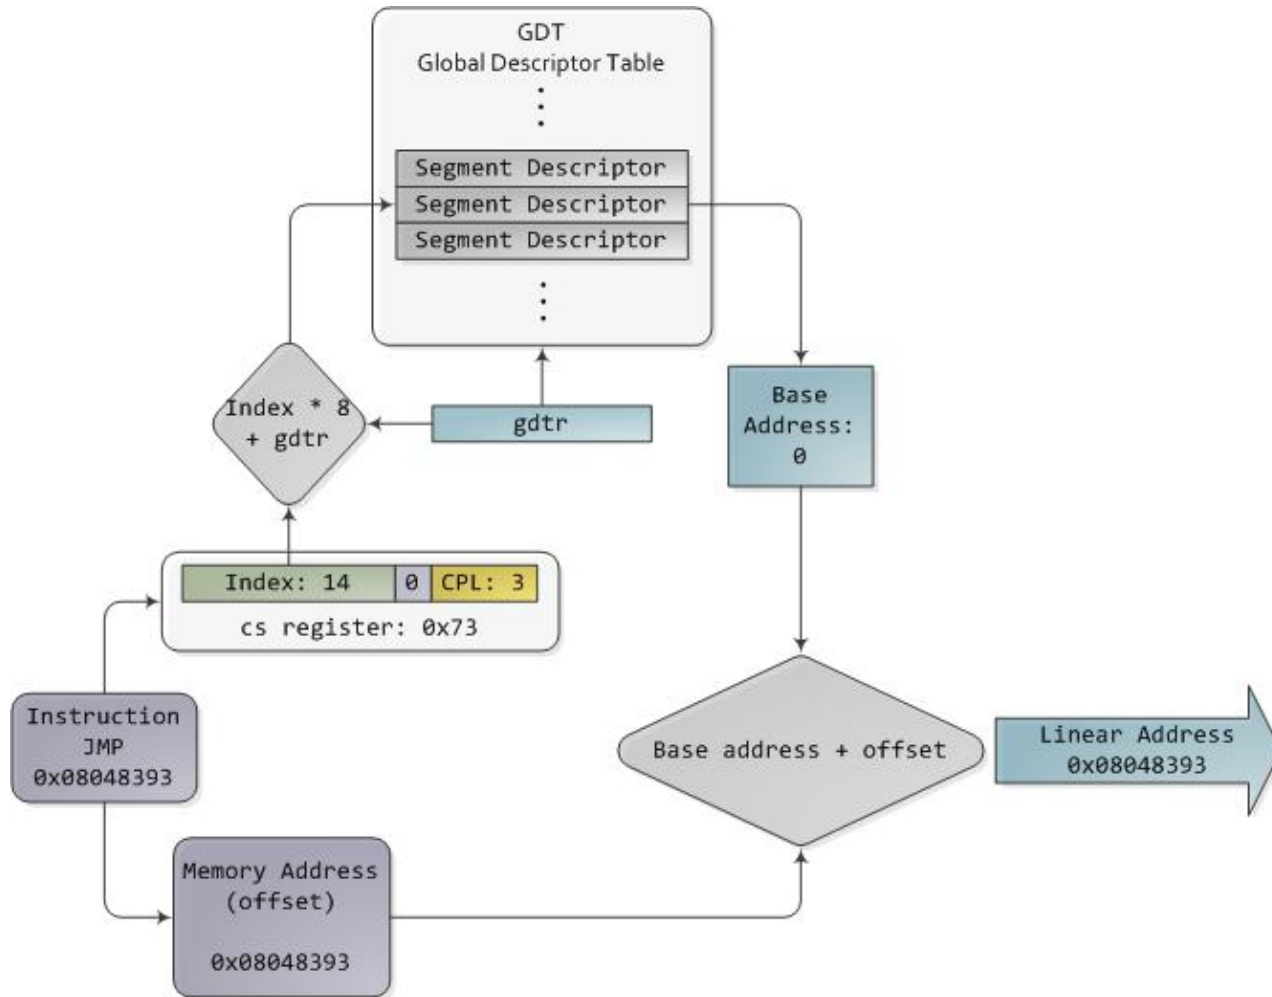 GDT
Global Descriptor Table
Segment Descriptor
Segment Descriptor
Segment Descriptor
Index * 8
+ gdtr
gdtr
Base
Address:
0
Index: 14
0
CPL: 3
cs register: 0x73
Instruction
JMP
0x08048393
Base address + offset
Linear Address
0x08048393
Memory Address
(offset)
0x08048393